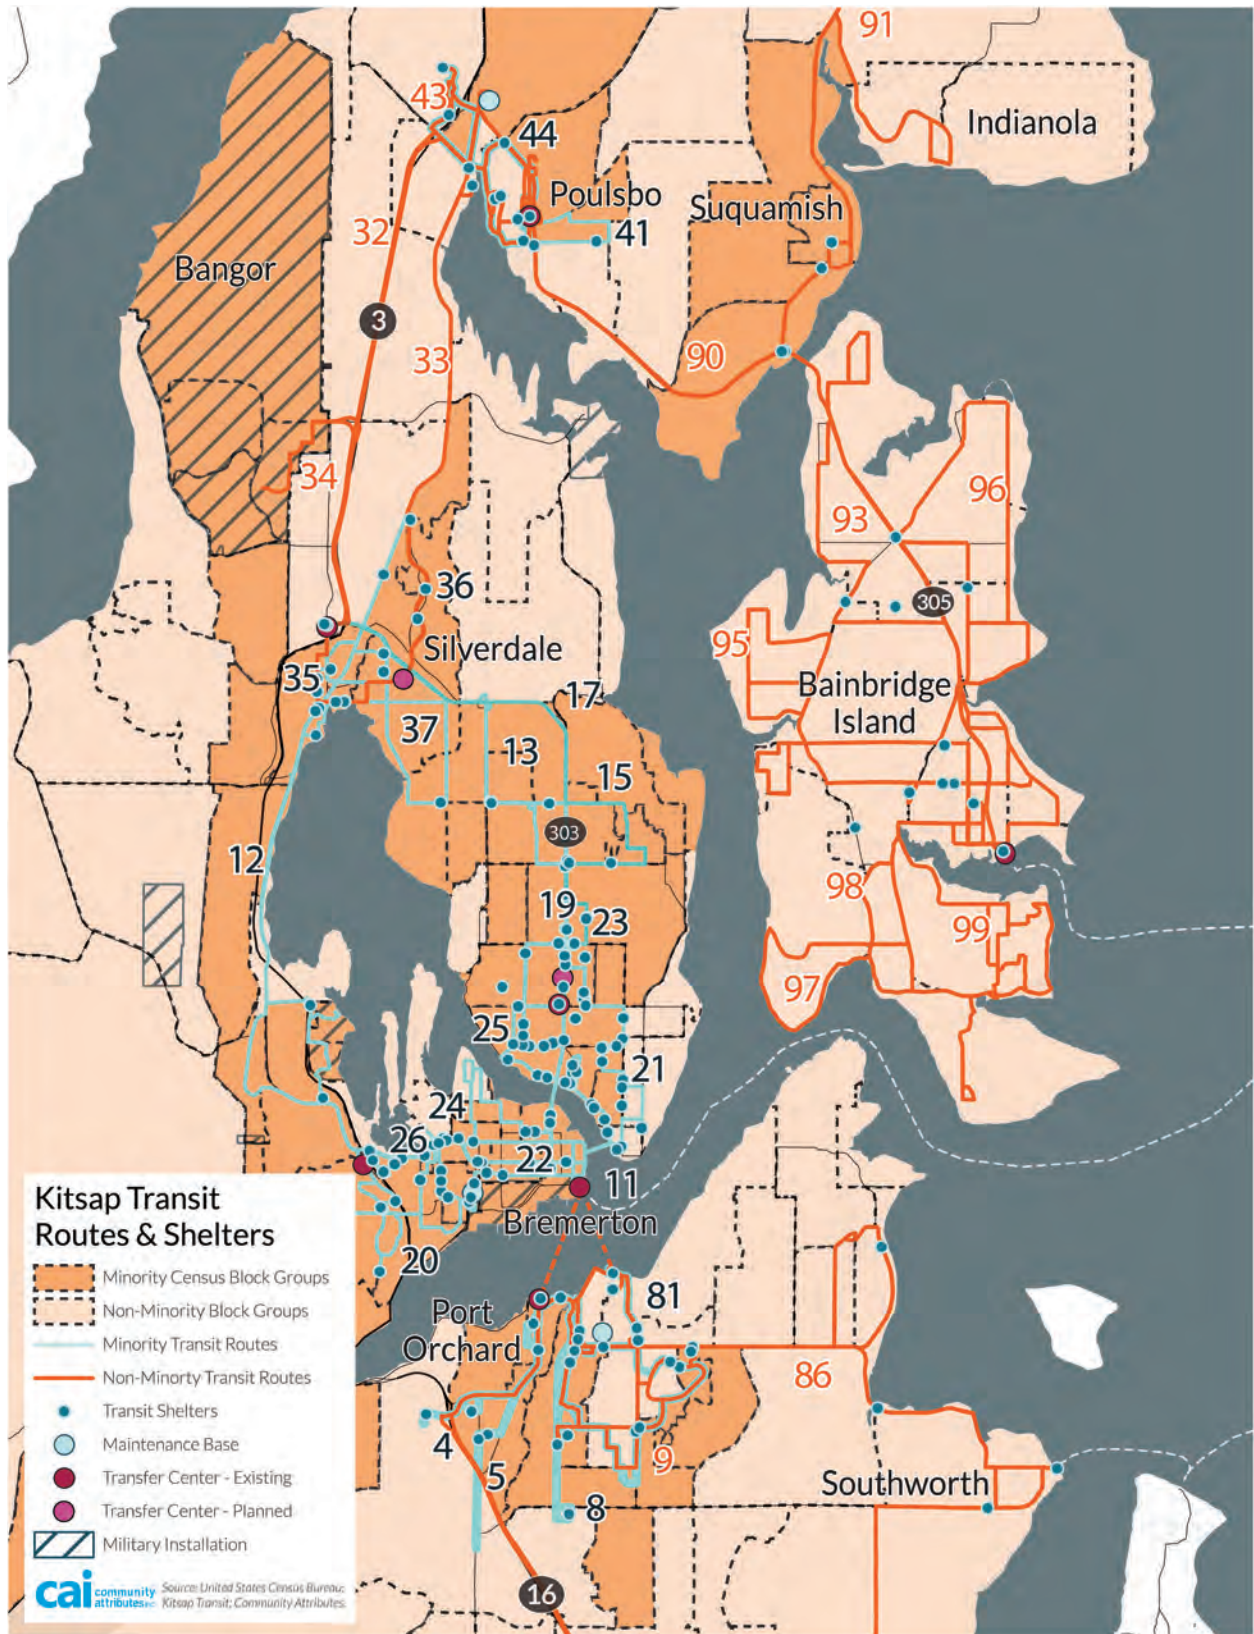 91
Indianola
43
44
Poulsbo
Suquamish
41
32
Bangor
3
33
90
34
96
93
36
305
95
Silverdale
35
Bainbridge
Island
17
37
13
15
303
12
98
19
23
99
97
25
21
24
26
22
11
Bremerton
20
81
Port
Orchard
86
4
9
5
Southworth
8
16
Kitsap Transit
Routes & Shelters
Minority Census Block Groups
Non-Minority Block Groups
Minority Transit Routes
Non-Minorty Transit Routes
Transit Shelters
Maintenance Base
Transfer Center - Existing
Transfer Center - Planned
Military Installation
cai community
attributes inc
Source: United States Census Bureau;
Kitsap Transit; Community Attributes.